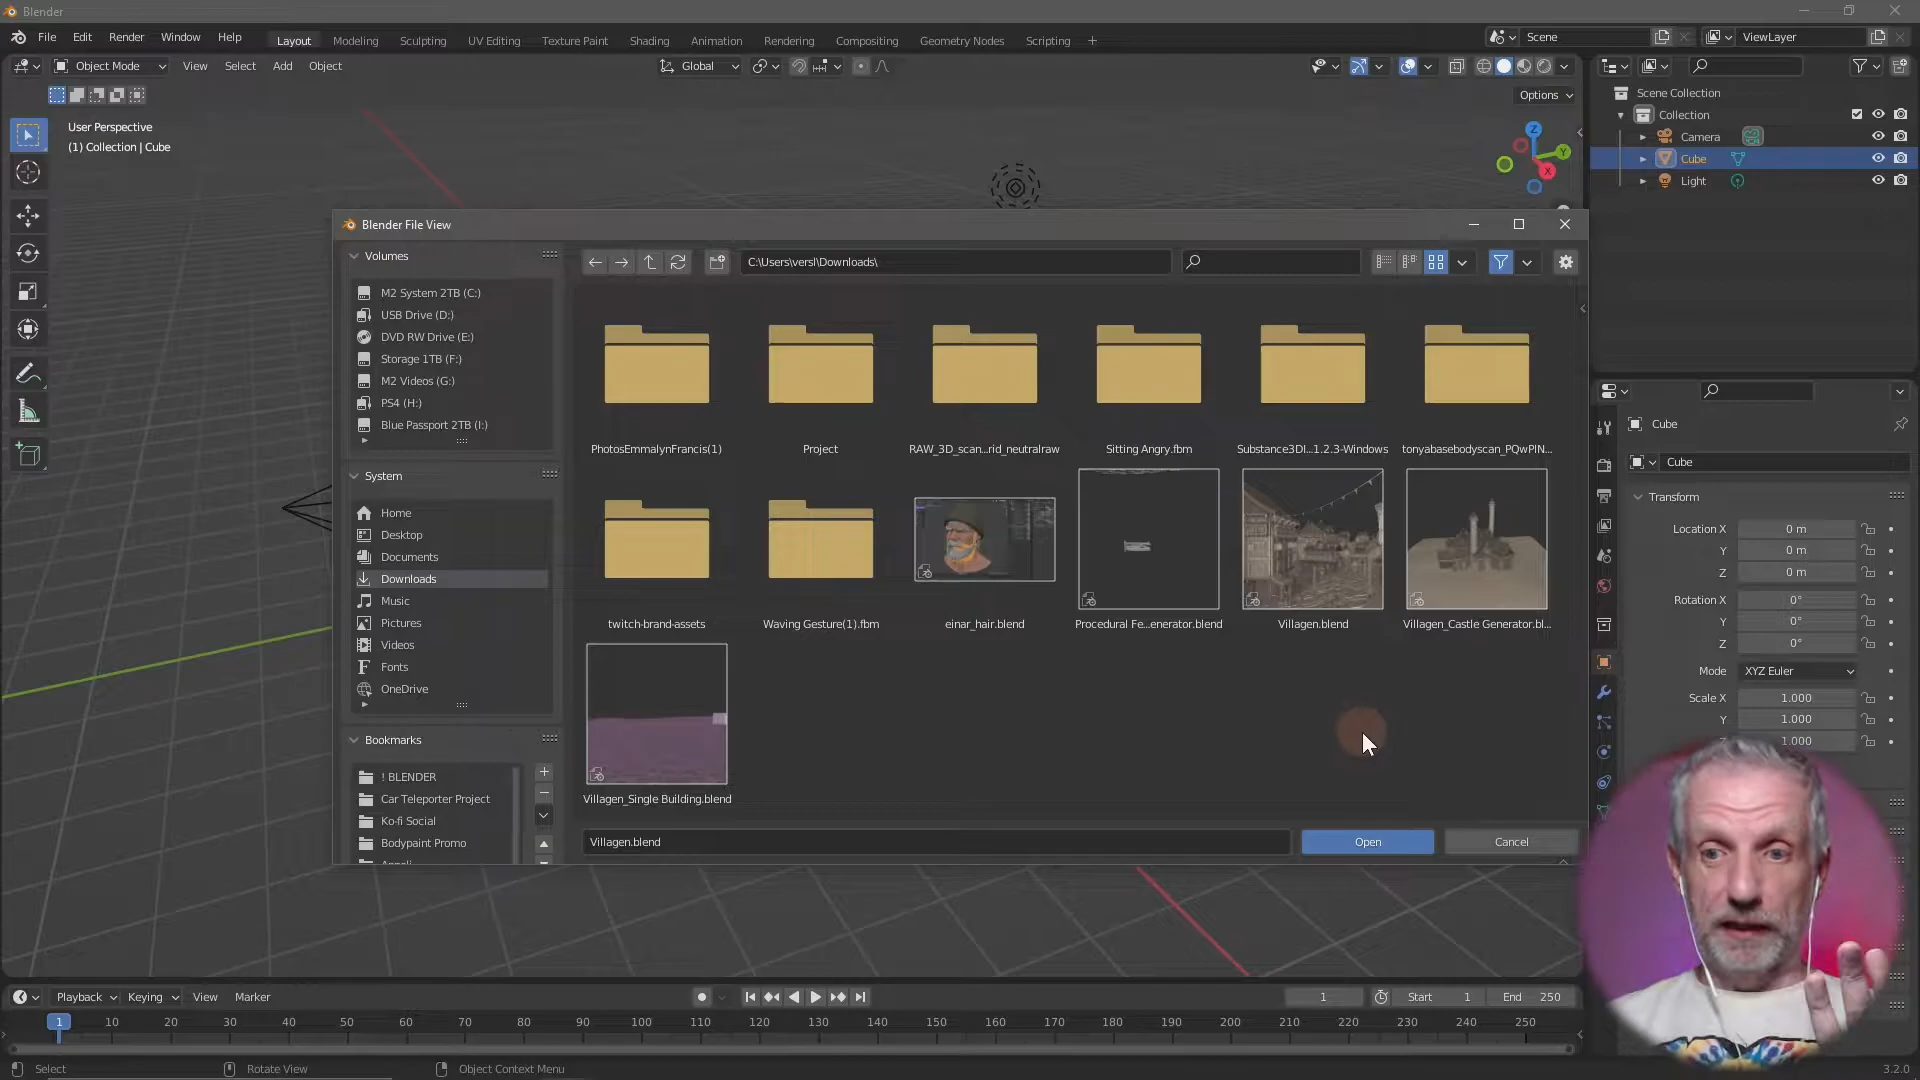 Blender
File Edit Render Window Help
Layout Modeling Sculpting UV Editing Texture Paint Shading Animation Rendering Compositing Geometry Nodes Scripting +
Scene
ViewLayer
Object Mode View Select Add Object
Global
Options
User Perspective
(1) Collection | Cube
Z
Y
X
Scene Collection
Collection
Camera
Cube
Light
Blender File View
Volumes
M2 System 2TB (C:)
USB Drive (D:)
DVD RW Drive (E:)
Storage 1TB (F:)
M2 Videos (G:)
PS4 (H:)
Blue Passport 2TB (I:)
System
Home
Desktop
Documents
Downloads
Music
Pictures
Videos
Fonts
OneDrive
Bookmarks
! BLENDER
Car Teleporter Project
Ko-fi Social
Bodypaint Promo
C:\Users\versl\Downloads\
PhotosEmmalynFrancis(1)
Project
RAW_3D_scan...rid_neutralraw
Sitting Angry.fbm
Substance3DI...1.2.3-Windows
tonyabasebodyscan_PQwPIN...
twitch-brand-assets
Waving Gesture(1).fbm
einar_hair.blend
Procedural Fe...enerator.blend
Villagen.blend
Villagen_Castle Generator.bl...
Villagen_Single Building.blend
Villagen.blend
Open
Cancel
Cube
Cube
Transform
Location X 0 m
Y 0 m
Z 0 m
Rotation X 0°
Y 0°
Z 0°
Mode XYZ Euler
Scale X 1.000
Y 1.000
Z 1.000
Playback Keying View Marker
1
Start 1
End 250
1 10 20 30 40 50 60 70 80 90 100 110 120 130 140 150 160 170 180 190 200 210 220 230 240 250
Select
Rotate View
Object Context Menu
3.2.0